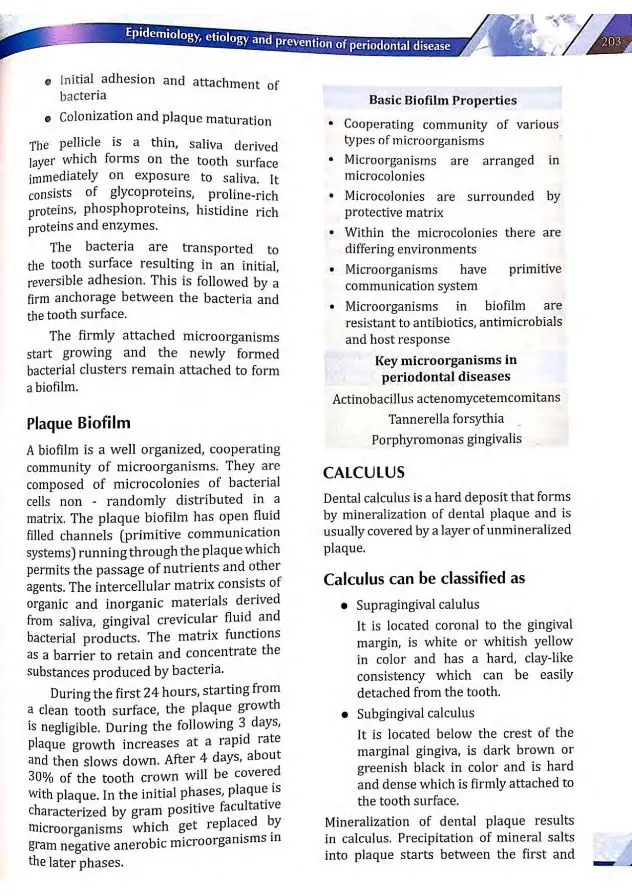 Epidemiology, etiology and prevention of periodontal disease
203
• Initial adhesion and attachment of
bacteria
• Colonization and plaque maturation
The pellicle is a thin, saliva derived
layer which forms on the tooth surface
immediately on exposure to saliva. It
consists of glycoproteins, proline-rich
proteins, phosphoproteins, histidine rich
proteins and enzymes.
The bacteria are transported to
the tooth surface resulting in an initial,
reversible adhesion. This is followed by a
firm anchorage between the bacteria and
the tooth surface.
The firmly attached microorganisms
start growing and the newly formed
bacterial clusters remain attached to form
a biofilm.
Plaque Biofilm
A biofilm is a well organized, cooperating
community of microorganisms. They are
composed of microcolonies of bacterial
cells non - randomly distributed in a
matrix. The plaque biofilm has open fluid
filled channels (primitive communication
systems) running through the plaque which
permits the passage of nutrients and other
agents. The intercellular matrix consists of
organic and inorganic materials derived
from saliva, gingival crevicular fluid and
bacterial products. The matrix functions
as a barrier to retain and concentrate the
substances produced by bacteria.
During the first 24 hours, starting from
a clean tooth surface, the plaque growth
is negligible. During the following 3 days,
plaque growth increases at a rapid rate
and then slows down. After 4 days, about
30% of the tooth crown will be covered
with plaque. In the initial phases, plaque is
characterized by gram positive facultative
microorganisms which get replaced by
gram negative anerobic microorganisms in
the later phases.
Basic Biofilm Properties
• Cooperating community of various
types of microorganisms
• Microorganisms are arranged in
microcolonies
• Microcolonies are surrounded by
protective matrix
• Within the microcolonies there are
differing environments
• Microorganisms have primitive
communication system
• Microorganisms in biofilm are
resistant to antibiotics, antimicrobials
and host response
Key microorganisms in
periodontal diseases
Actinobacillus actenomycetemcomitans
Tannerella forsythia
Porphyromonas gingivalis
CALCULUS
Dental calculus is a hard deposit that forms
by mineralization of dental plaque and is
usually covered by a layer of unmineralized
plaque.
Calculus can be classified as
• Supragingival calulus
It is located coronal to the gingival
margin, is white or whitish yellow
in color and has a hard, clay-like
consistency which can be easily
detached from the tooth.
• Subgingival calculus
It is located below the crest of the
marginal gingiva, is dark brown or
greenish black in color and is hard
and dense which is firmly attached to
the tooth surface.
Mineralization of dental plaque results
in calculus. Precipitation of mineral salts
into plaque starts between the first and